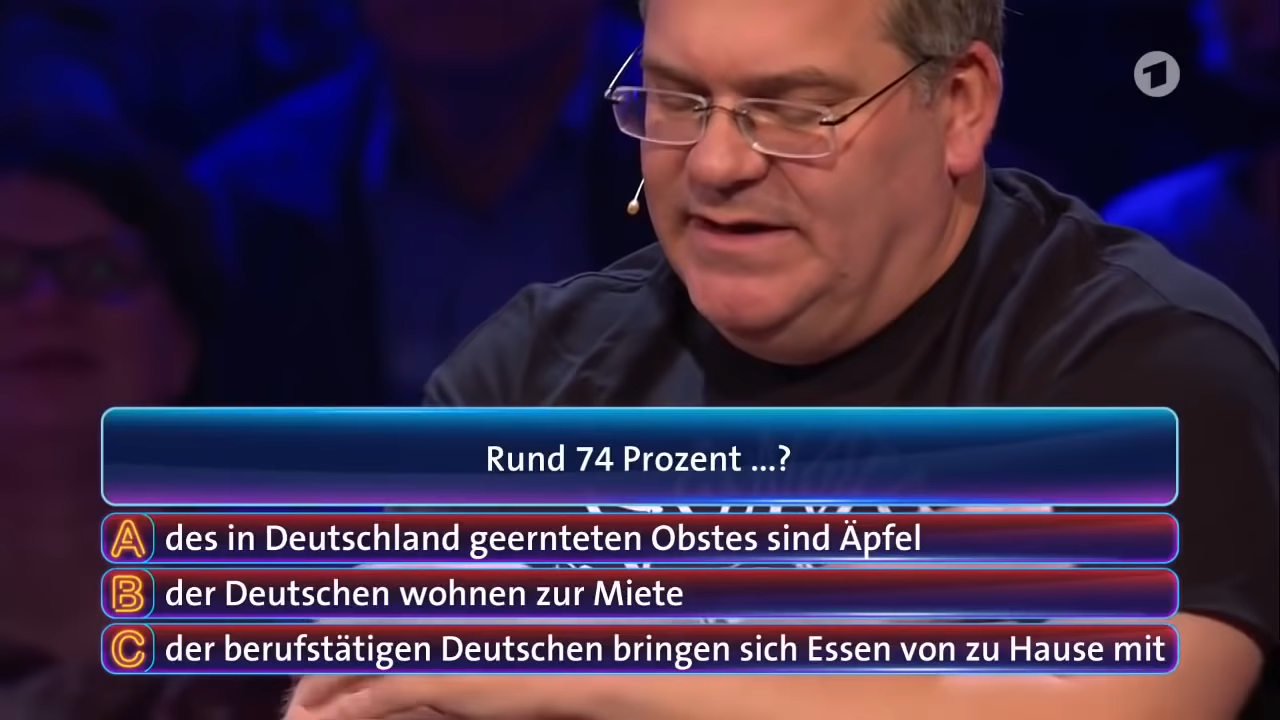 1
Rund 74 Prozent ...?
A des in Deutschland geernteten Obstes sind Äpfel
B der Deutschen wohnen zur Miete
C der berufstätigen Deutschen bringen sich Essen von zu Hause mit